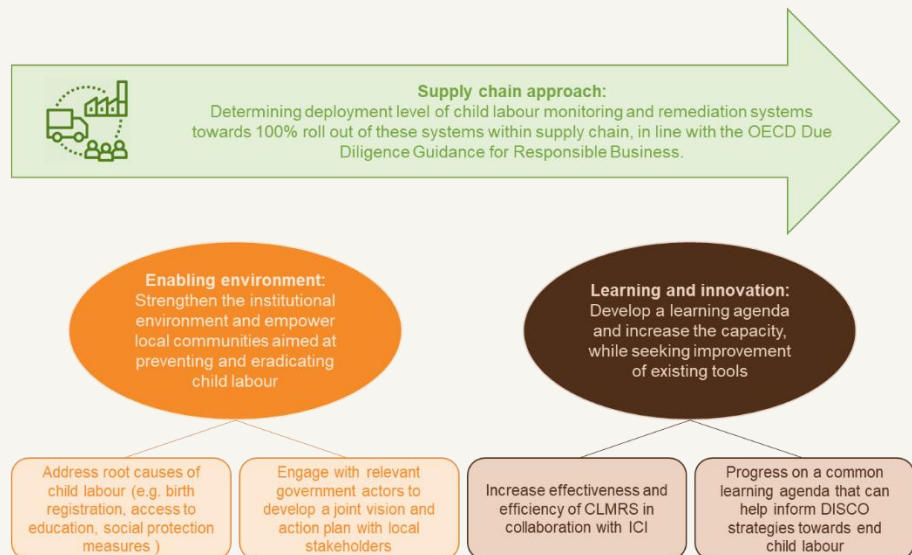 Supply chain approach:
Determining deployment level of child labour monitoring and remediation systems
towards 100% roll out of these systems within supply chain, in line with the OECD Due
Diligence Guidance for Responsible Business.
Enabling environment:
Strengthen the institutional
environment and empower
local communities aimed at
preventing and eradicating
child labour
Learning and innovation:
Develop a learning agenda
and increase the capacity,
while seeking improvement
of existing tools
Address root causes of
child labour (e.g. birth
registration, access to
education, social protection
measures )
Engage with relevant
government actors to
develop a joint vision and
action plan with local
stakeholders
Increase effectiveness and
efficiency of CLMRS in
collaboration with ICI
Progress on a common
learning agenda that can
help inform DISCO
strategies towards end
child labour